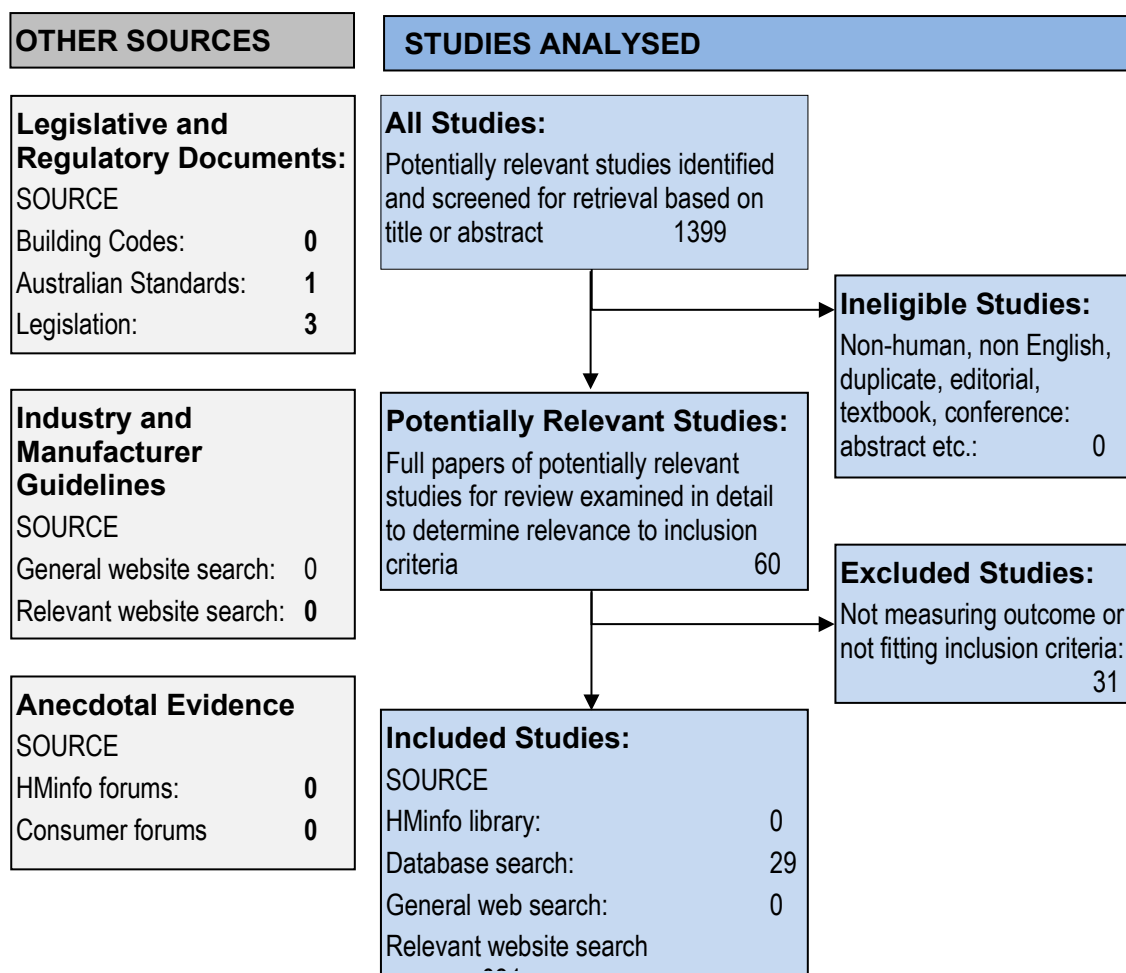 OTHER SOURCES
Legislative and
Regulatory Documents:
SOURCE
Building Codes: 0
Australian Standards: 1
Legislation: 3
Industry and
Manufacturer
Guidelines
SOURCE
General website search: 0
Relevant website search: 0
Anecdotal Evidence
SOURCE
HMinfo forums: 0
Consumer forums 0
STUDIES ANALYSED
All Studies:
Potentially relevant studies identified
and screened for retrieval based on
title or abstract 1399
Ineligible Studies:
Non-human, non English,
duplicate, editorial,
textbook, conference:
abstract etc.: 0
Potentially Relevant Studies:
Full papers of potentially relevant
studies for review examined in detail
to determine relevance to inclusion
criteria 60
Excluded Studies:
Not measuring outcome or
not fitting inclusion criteria:
31
Included Studies:
SOURCE
HMinfo library: 0
Database search: 29
General web search: 0
Relevant website search